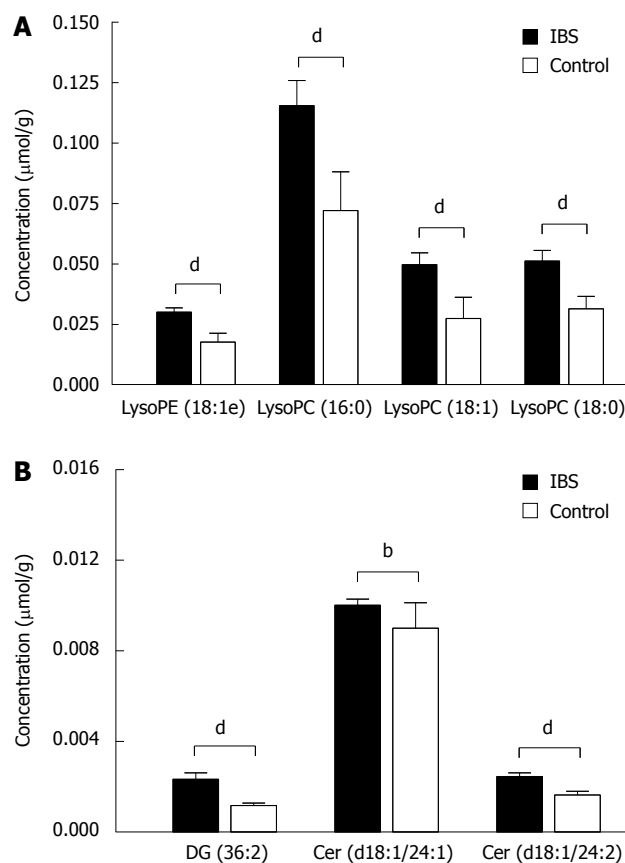 A
IBS
Control
Concentration (μmol/g)
0.150
0.125
0.100
0.075
0.050
0.025
0.000
d
d
d
d
LysoPE (18:1e) LysoPC (16:0) LysoPC (18:1) LysoPC (18:0)
B
IBS
Control
Concentration (μmol/g)
0.016
0.012
0.008
0.004
0.000
d
b
d
DG (36:2) Cer (d18:1/24:1) Cer (d18:1/24:2)